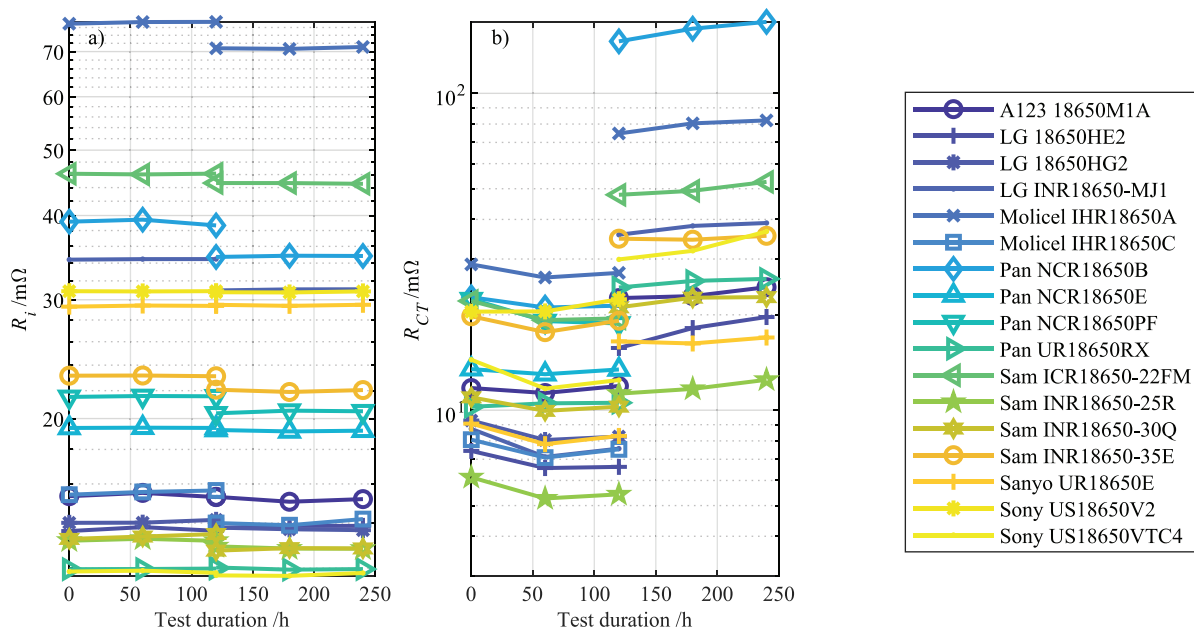 a)
70
60
50
40
30
20
R_i /mΩ
0
50
100
150
200
250
Test duration /h
b)
10^2
10^1
R_CT /mΩ
0
50
100
150
200
250
Test duration /h
A123 18650M1A
LG 18650HE2
LG 18650HG2
LG INR18650-MJ1
Molicel IHR18650A
Molicel IHR18650C
Pan NCR18650B
Pan NCR18650E
Pan NCR18650PF
Pan UR18650RX
Sam ICR18650-22FM
Sam INR18650-25R
Sam INR18650-30Q
Sam INR18650-35E
Sanyo UR18650E
Sony US18650V2
Sony US18650VTC4